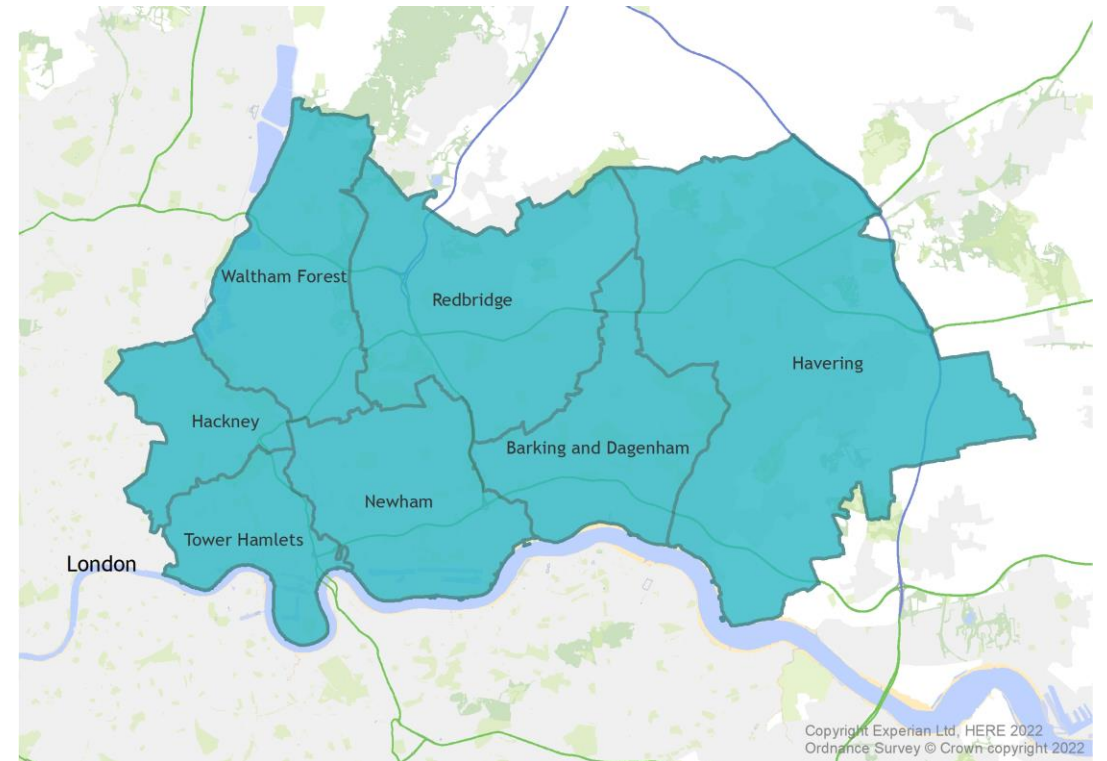 Waltham Forest
Redbridge
Havering
Hackney
Barking and Dagenham
Newham
Tower Hamlets
London
Copyright Experian Ltd, HERE 2022
Ordnance Survey © Crown copyright 2022